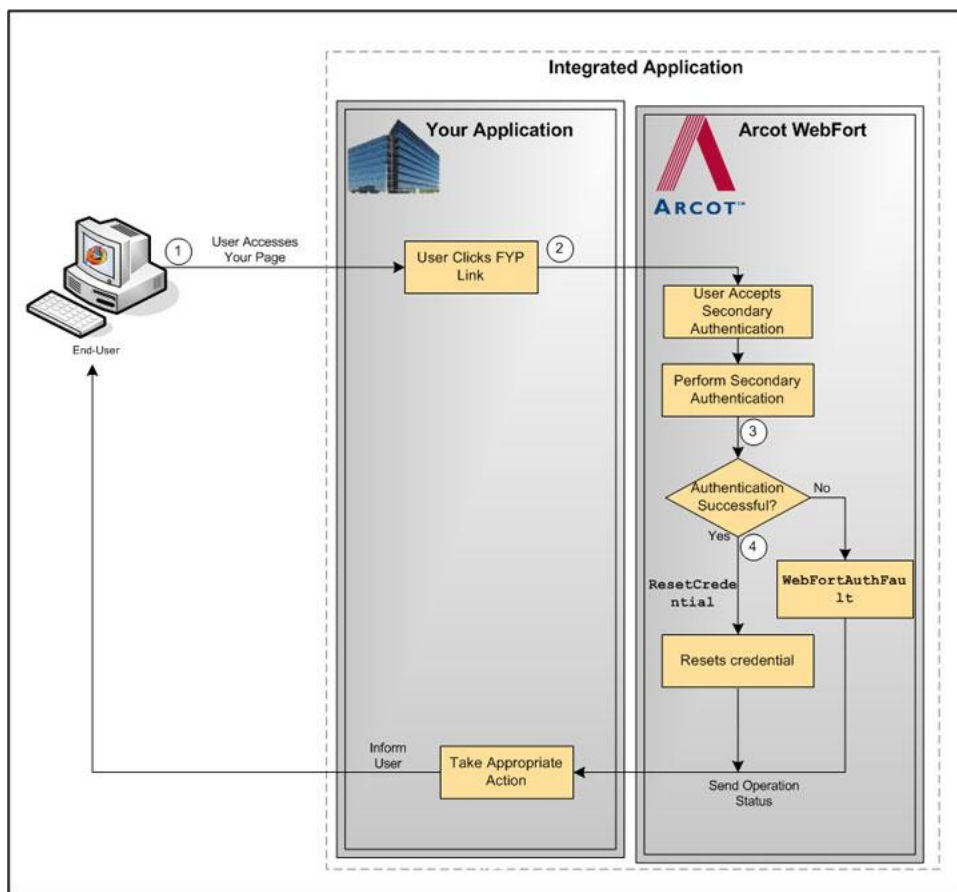 Integrated Application
Your Application
Arcot WebFort
ARCOT™
1
User Accesses
Your Page
User Clicks FYP
Link
2
User Accepts
Secondary
Authentication
End-User
Perform Secondary
Authentication
3
Authentication
Successful?
No
Yes
4
ResetCrede
ntial
WebFortAuthFau
lt
Resets credential
Inform
User
Take Appropriate
Action
Send Operation
Status